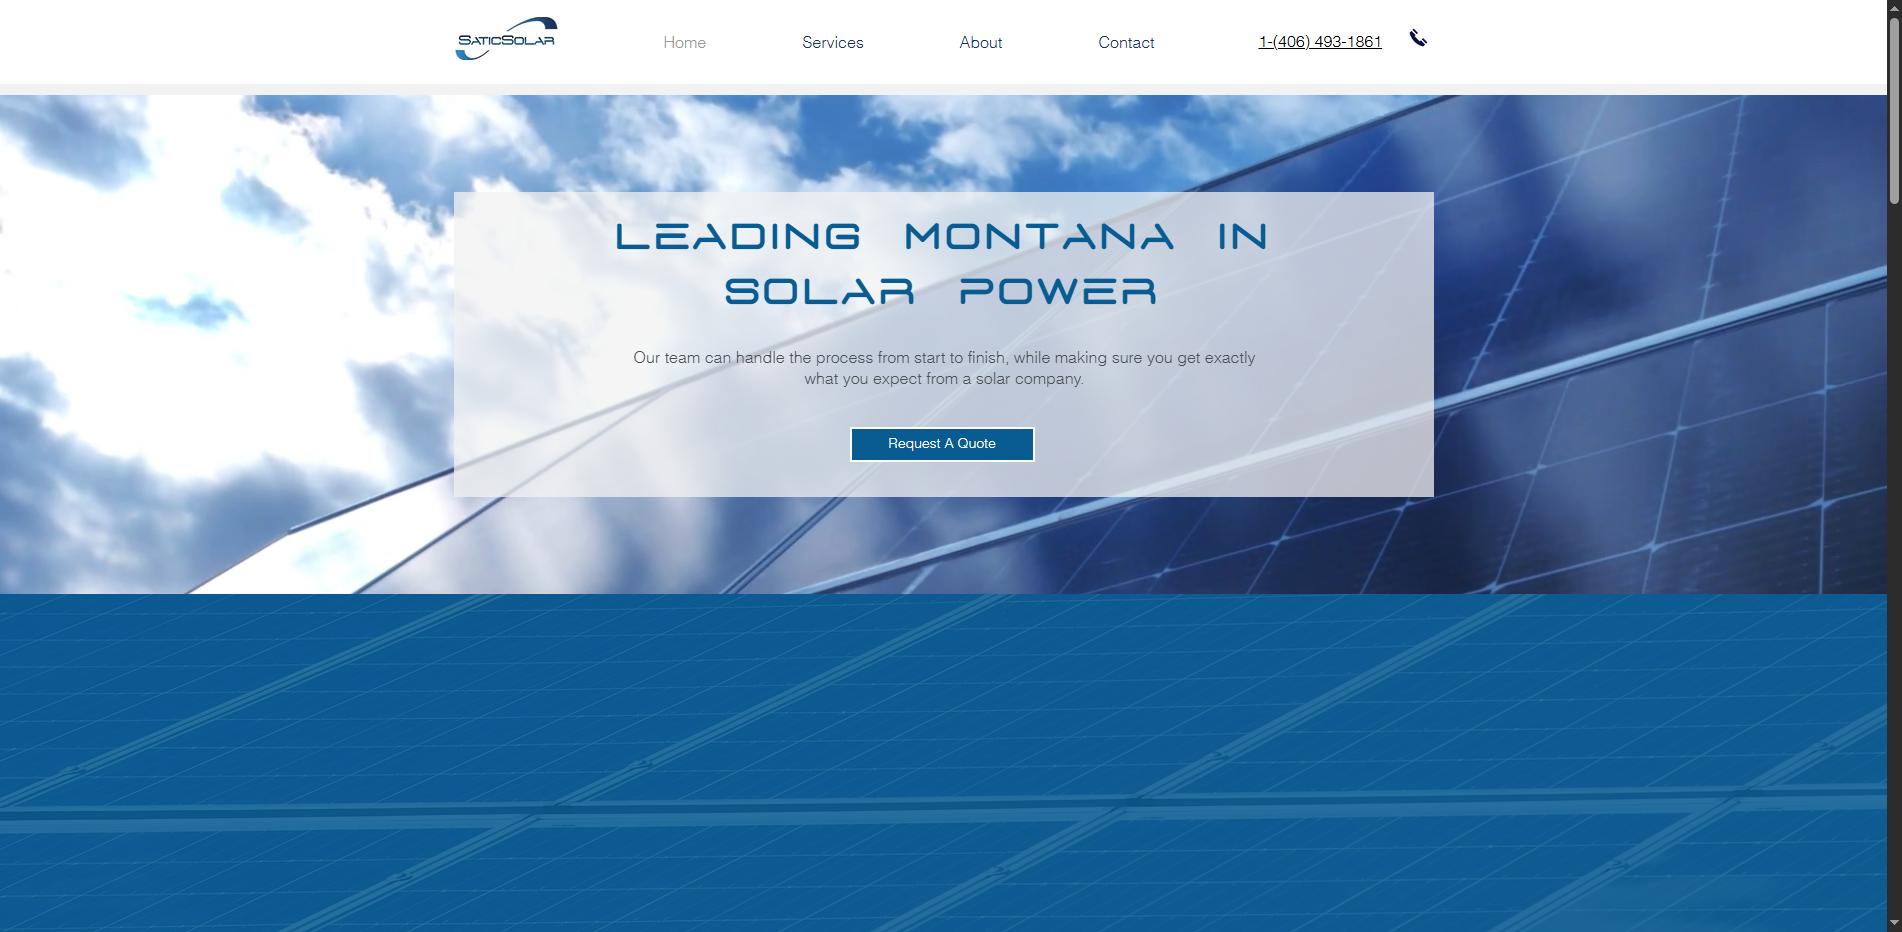 SATICSOLAR
Home
Services
About
Contact
1-(406) 493-1861
LEADING MONTANA IN
SOLAR POWER
Our team can handle the process from start to finish, while making sure you get exactly
what you expect from a solar company.
Request A Quote